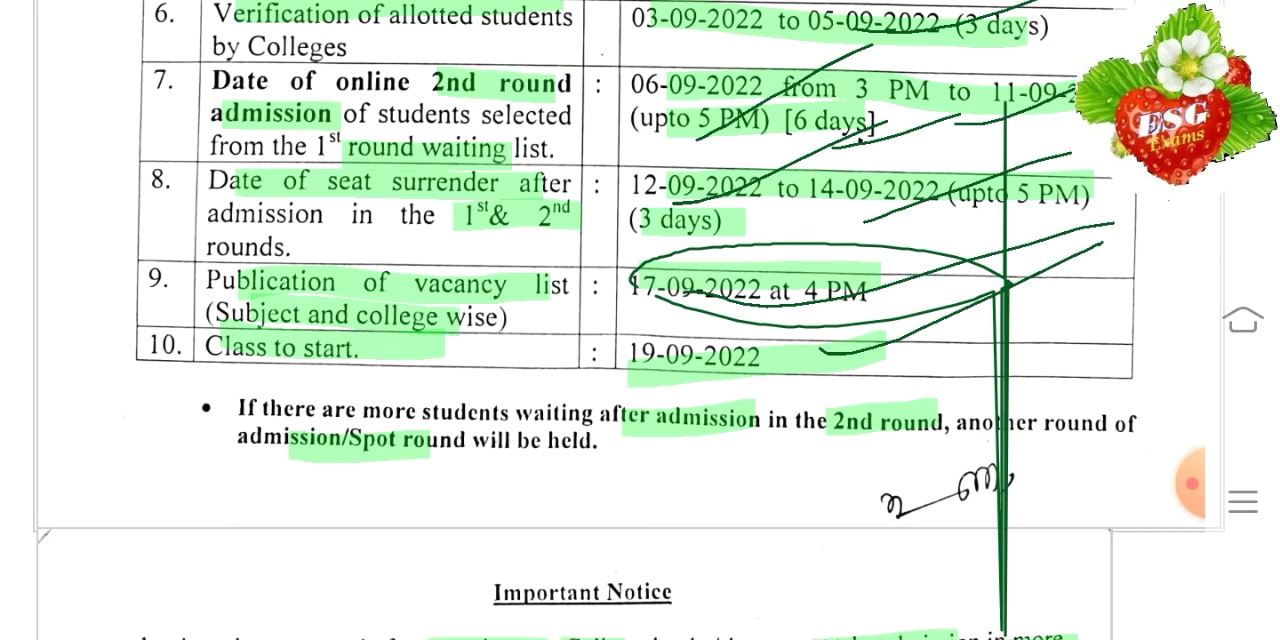 6. Verification of allotted students 03-09-2022 to 05-09-2022 (3 days)
by Colleges
7. Date of online 2nd round : 06-09-2022 from 3 PM to 11-09-
admission of students selected (upto 5 PM) [6 days]
from the 1st round waiting list.
8. Date of seat surrender after : 12-09-2022 to 14-09-2022 (upto 5 PM)
admission in the 1st& 2nd (3 days)
rounds.
9. Publication of vacancy list : 17-09-2022 at 4 PM
(Subject and college wise)
10. Class to start. : 19-09-2022
• If there are more students waiting after admission in the 2nd round, another round of
admission/Spot round will be held.
Important Notice
in more
ESG
Exams